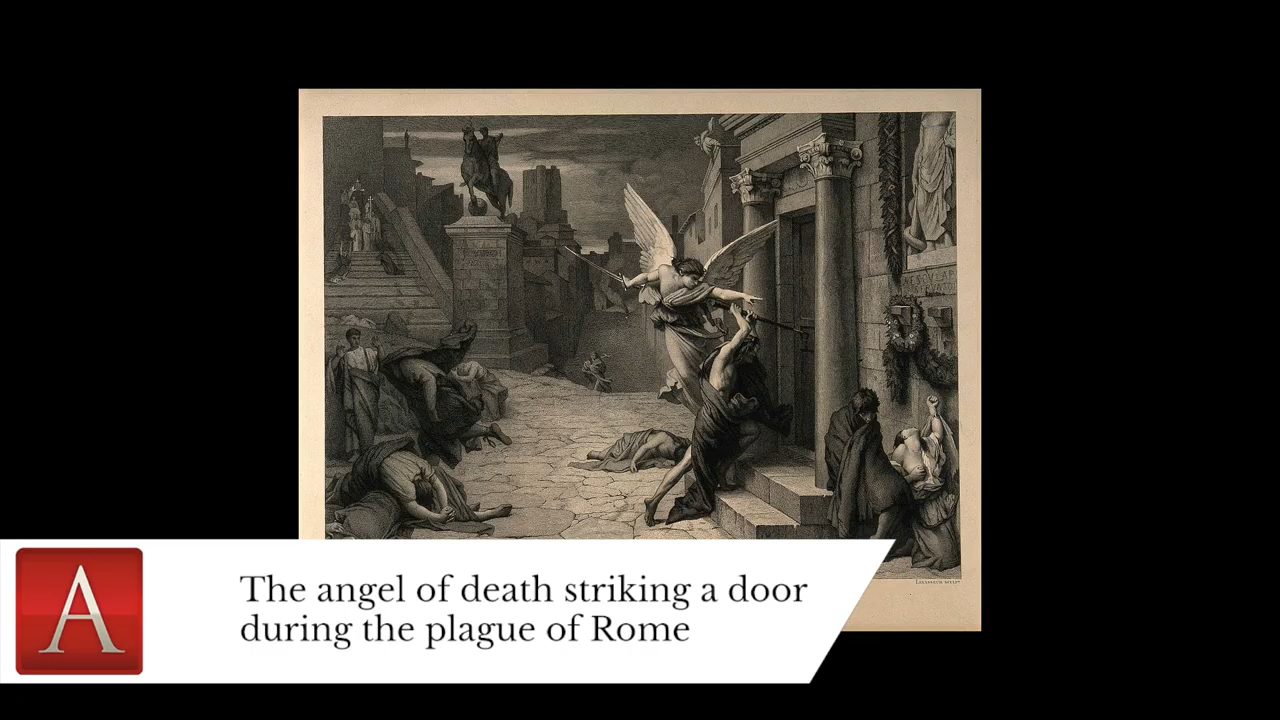 A
The angel of death striking a door
during the plague of Rome